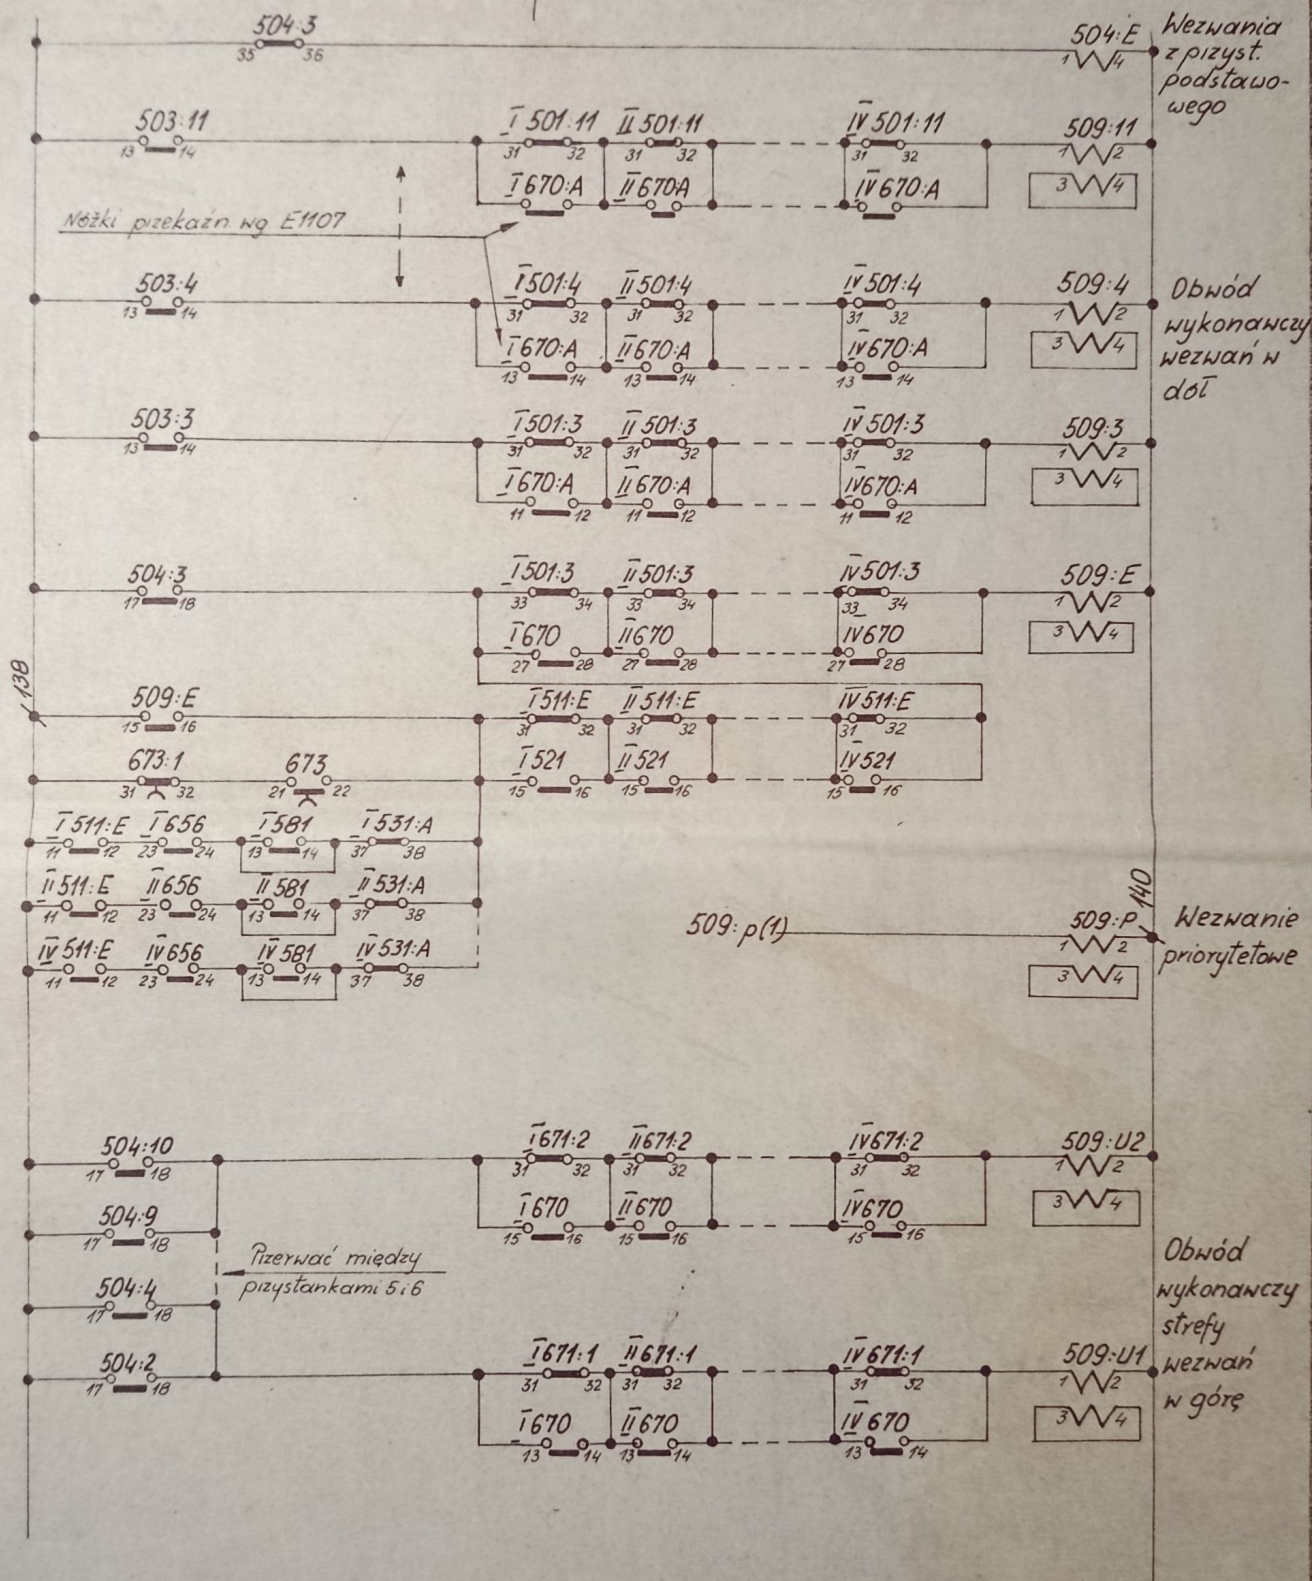 504:3
35 36
504:E
1 4
Wezwania
z przyst.
podstawo-
wego
503:11
13 14
I 501:11 II 501:11 IV 501:11
31 32 31 32 31 32
509:11
1 2
I 670:A II 670A IV 670:A
3 4
Nóżki przekaźn wg E1107
503:4
13 14
I 501:4 II 501:4 IV 501:4
31 32 31 32 31 32
509:4
1 2
Obwód
wykonawczy
wezwań w
dół
I 670:A II 670:A IV 670:A
13 14 13 14 13 14
3 4
503:3
13 14
I 501:3 II 501:3 IV 501:3
31 32 31 32 31 32
509:3
1 2
I 670:A II 670:A IV 670:A
11 12 11 12 11 12
3 4
504:3
17 18
I 501:3 II 501:3 IV 501:3
33 34 33 34 33 34
509:E
1 2
I 670 II 670 IV 670
27 28 27 28 27 28
3 4
138
509:E
15 16
I 511:E II 511:E IV 511:E
31 32 31 32 31 32
673:1 673
31 32 21 22
I 521 II 521 IV 521
15 16 15 16 15 16
I 511:E I 656 I 581 I 531:A
11 12 23 24 13 14 37 38
II 511:E II 656 II 581 II 531:A
11 12 23 24 13 14 37 38
IV 511:E IV 656 IV 581 IV 531:A
11 12 23 24 13 14 37 38
140
509:p(1)
509:P
1 2
3 4
Wezwanie
priorytetowe
504:10
17 18
I 671:2 II 671:2 IV 671:2
31 32 31 32 31 32
509:U2
1 2
504:9
17 18
I 670 II 670 IV 670
15 16 15 16 15 16
3 4
Przerwać między
przystankami 5i6
504:4
17 18
Obwód
wykonawczy
strefy
wezwań
w górę
504:2
17 18
I 671:1 II 671:1 IV 671:1
31 32 31 32 31 32
509:U1
1 2
I 670 II 670 IV 670
13 14 13 14 13 14
3 4